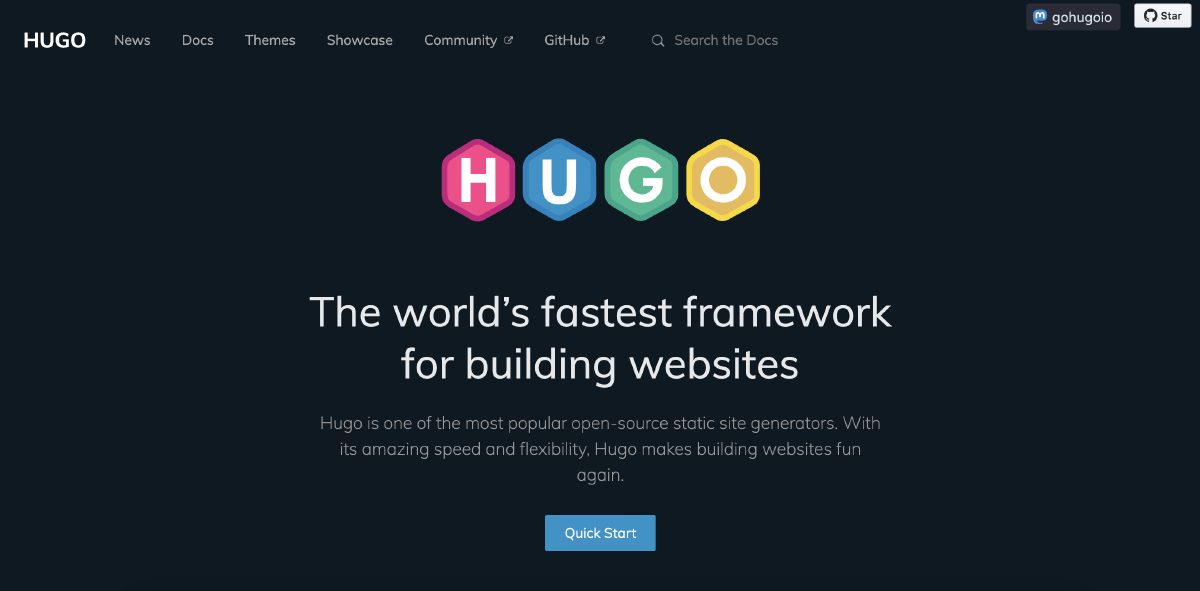 gohugoio
Star
HUGO News Docs Themes Showcase Community GitHub Search the Docs
HUGO
The world’s fastest framework
for building websites
Hugo is one of the most popular open-source static site generators. With
its amazing speed and flexibility, Hugo makes building websites fun
again.
Quick Start